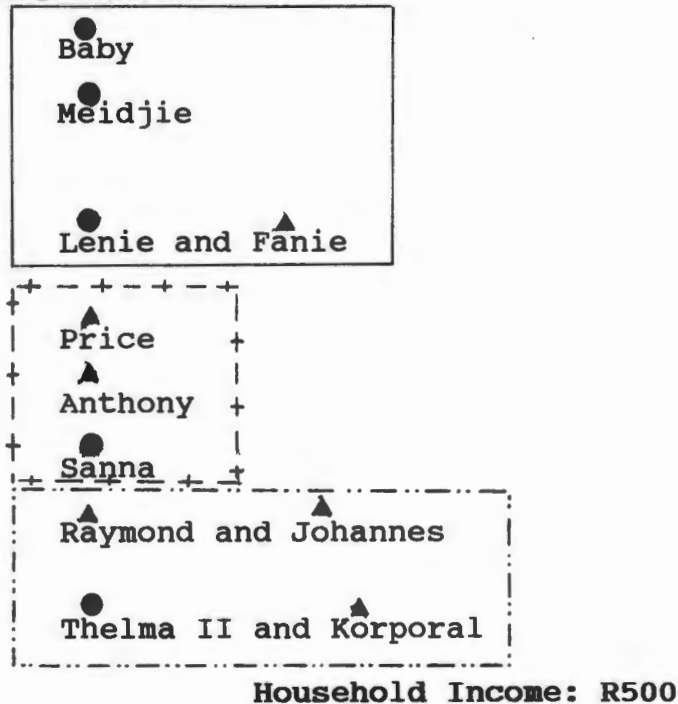 Baby
Meidjie
Lenie and Fanie
Price
Anthony
Sanna
Raymond and Johannes
Thelma II and Korporal
Household Income: R500